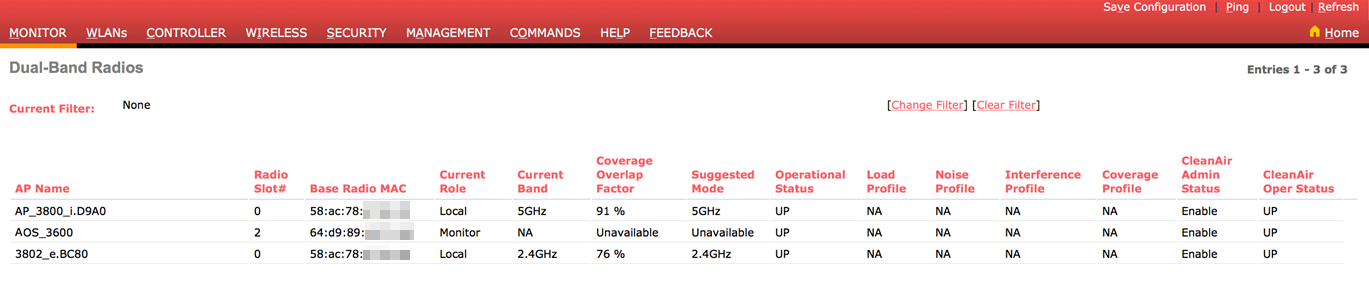 Save Configuration | Ping | Logout | Refresh
MONITOR WLANs CONTROLLER WIRELESS SECURITY MANAGEMENT COMMANDS HELP FEEDBACK Home
Dual-Band Radios Entries 1 - 3 of 3
Current Filter: None [Change Filter] [Clear Filter]
AP Name Radio Slot# Base Radio MAC Current Role Current Band Coverage Overlap Factor Suggested Mode Operational Status Load Profile Noise Profile Interference Profile Coverage Profile CleanAir Admin Status CleanAir Oper Status
AP_3800_i.D9A0 0 58:ac:78: Local 5GHz 91 % 5GHz UP NA NA NA NA Enable UP
AOS_3600 2 64:d9:89: Monitor NA Unavailable Unavailable UP NA NA NA NA Enable UP
3802_e.BC80 0 58:ac:78: Local 2.4GHz 76 % 2.4GHz UP NA NA NA NA Enable UP